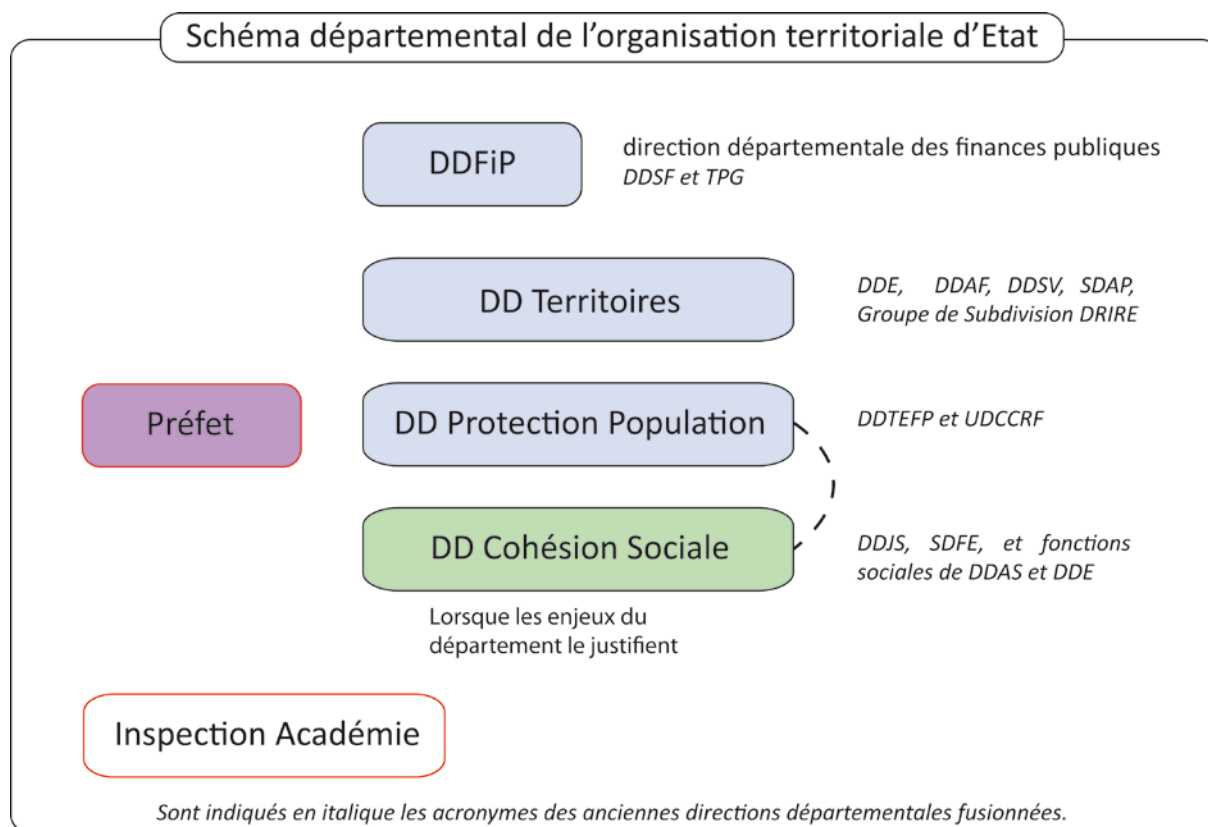 Schéma départemental de l’organisation territoriale d’Etat
DDFiP
direction départementale des finances publiques
DDSF et TPG
DD Territoires
DDE, DDAF, DDSV, SDAP,
Groupe de Subdivision DRIRE
Préfet
DD Protection Population
DDTEFP et UDCCRF
DD Cohésion Sociale
DDJS, SDFE, et fonctions
sociales de DDAS et DDE
Lorsque les enjeux du
département le justifient
Inspection Académie
Sont indiqués en italique les acronymes des anciennes directions départementales fusionnées.